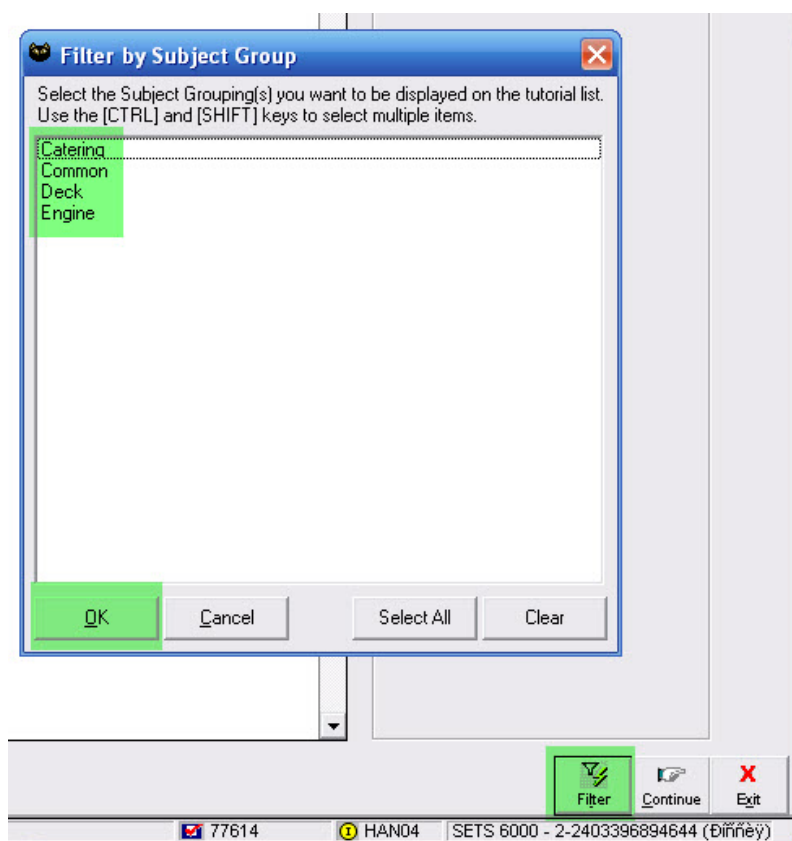 Filter by Subject Group
Select the Subject Grouping(s) you want to be displayed on the tutorial list.
Use the [CTRL] and [SHIFT] keys to select multiple items.
Catering
Common
Deck
Engine
OK Cancel Select All Clear
Filter Continue Exit
77614 HAN04 SETS 6000 - 2-2403396894644 (Ðîññèÿ)